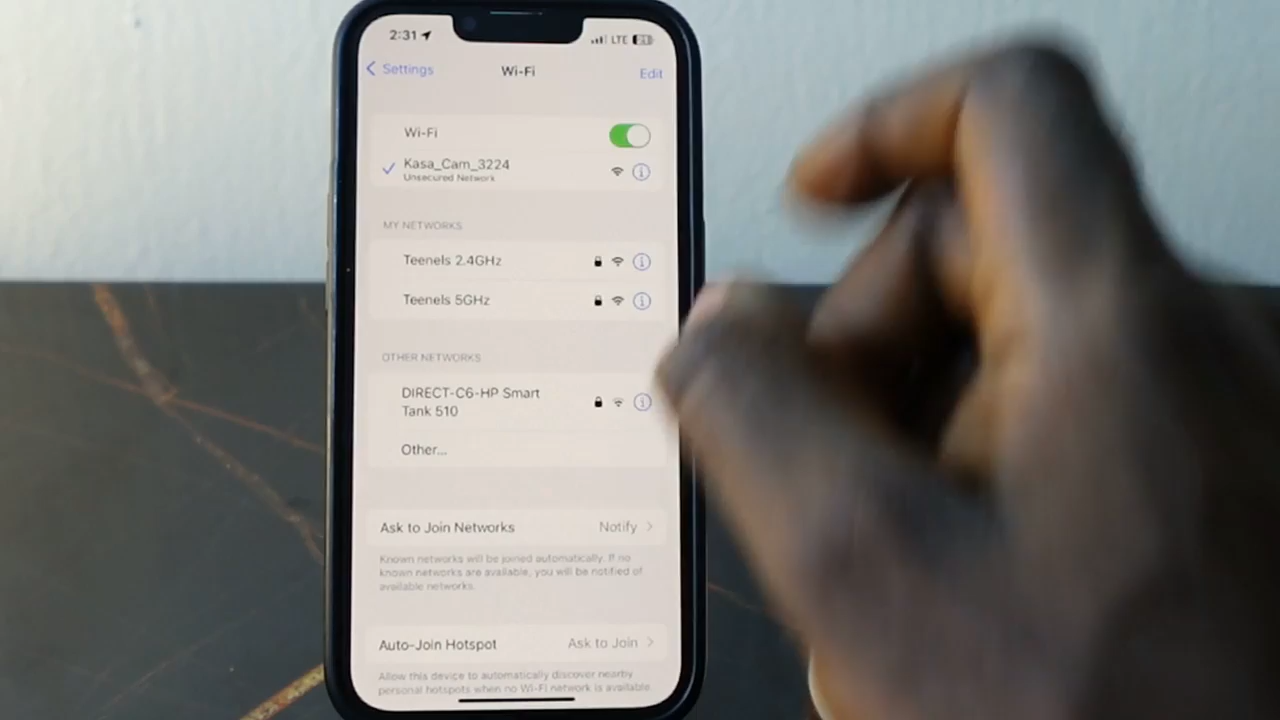 2:31 LTE 21
Settings Wi-Fi Edit
Wi-Fi
Kasa_Cam_3224
Unsecured Network
MY NETWORKS
Teenels 2.4GHz
Teenels 5GHz
OTHER NETWORKS
DIRECT-C6-HP Smart
Tank 510
Other...
Ask to Join Networks Notify
Known networks will be joined automatically. If no
known networks are available, you will be notified of
available networks.
Auto-Join Hotspot Ask to Join
Allow this device to automatically discover nearby
personal hotspots when no Wi-Fi network is available.